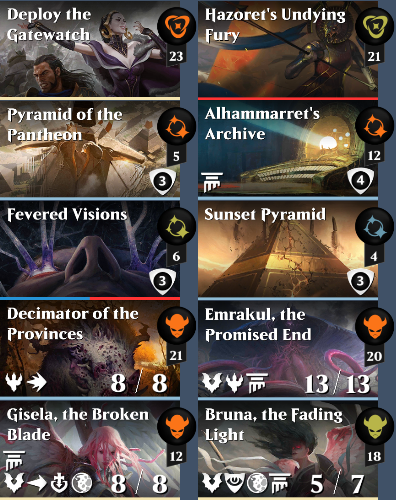 Deploy the
Gatewatch
23
Hazoret's Undying
Fury
21
Pyramid of the
Pantheon
5
3
Alhammarret's
Archive
12
4
Fevered Visions
6
3
Sunset Pyramid
4
3
Decimator of the
Provinces
21
8 / 8
Emrakul, the
Promised End
20
13/13
Gisela, the Broken
Blade
12
8 / 8
Bruna, the Fading
Light
18
5 / 7